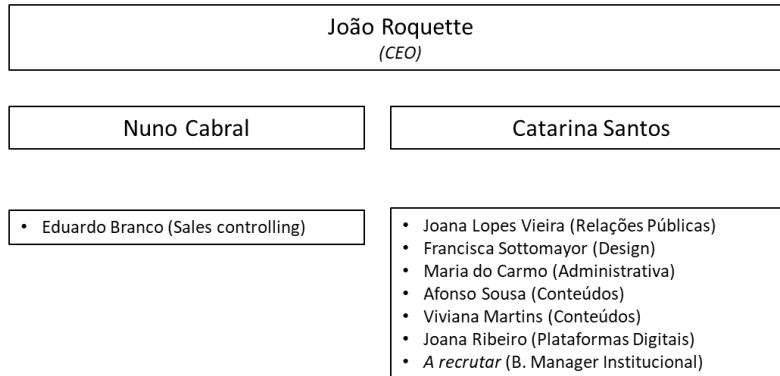 João Roquette
(CEO)
Nuno Cabral
Catarina Santos
• Eduardo Branco (Sales controlling)
• Joana Lopes Vieira (Relações Públicas)
• Francisca Sottomayor (Design)
• Maria do Carmo (Administrativa)
• Afonso Sousa (Conteúdos)
• Viviana Martins (Conteúdos)
• Joana Ribeiro (Plataformas Digitais)
• A recrutar (B. Manager Institucional)